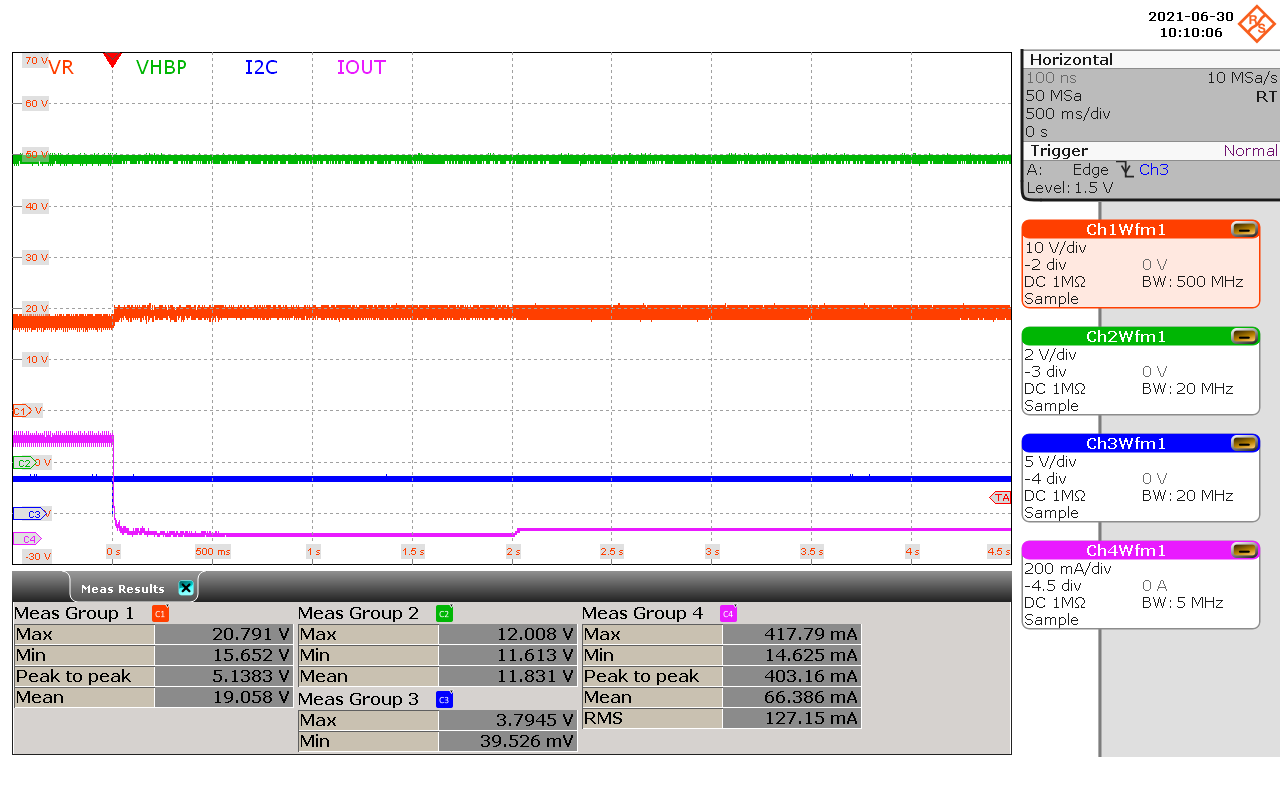 2021-06-30
10:10:06
R&S
VR VHBP I2C IOUT
70 V
60 V
50 V
40 V
30 V
20 V
10 V
C1 V
C2 0 V
C3 V
C4
-30 V
TA
0 s 500 ms 1 s 1.5 s 2 s 2.5 s 3 s 3.5 s 4 s 4.5 s
Horizontal
100 ns 10 MSa/s
50 MSa RT
500 ms/div
0 s
Trigger Normal
A: Edge Ch3
Level: 1.5 V
Ch1Wfm1
10 V/div
-2 div 0 V
DC 1MΩ BW: 500 MHz
Sample
Ch2Wfm1
2 V/div
-3 div 0 V
DC 1MΩ BW: 20 MHz
Sample
Ch3Wfm1
5 V/div
-4 div 0 V
DC 1MΩ BW: 20 MHz
Sample
Ch4Wfm1
200 mA/div
-4.5 div 0 A
DC 1MΩ BW: 5 MHz
Sample
Meas Results
Meas Group 1 C1
Max 20.791 V
Min 15.652 V
Peak to peak 5.1383 V
Mean 19.058 V
Meas Group 2 C2
Max 12.008 V
Min 11.613 V
Mean 11.831 V
Meas Group 3 C3
Max 3.7945 V
Min 39.526 mV
Meas Group 4 C4
Max 417.79 mA
Min 14.625 mA
Peak to peak 403.16 mA
Mean 66.386 mA
RMS 127.15 mA